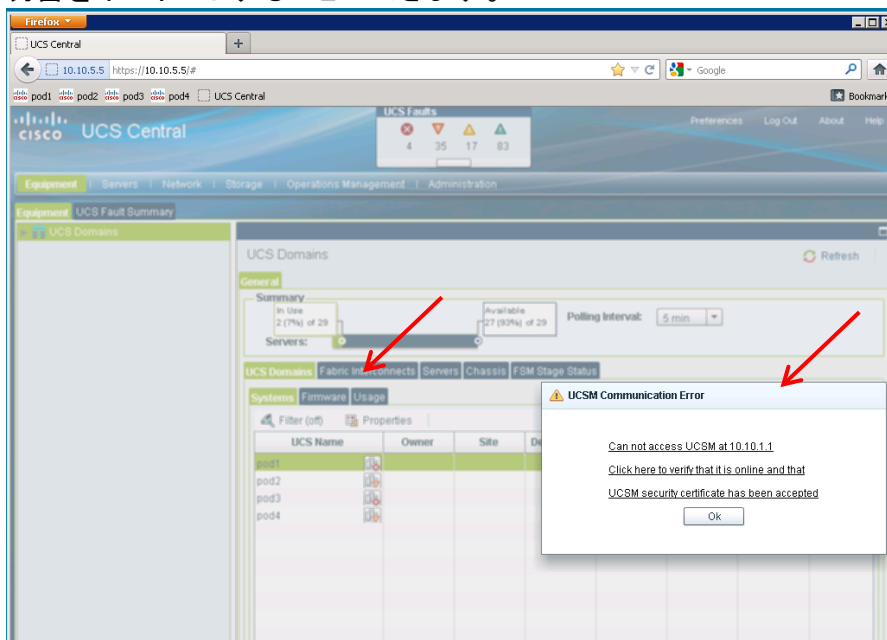 Firefox
UCS Central
+
10.10.5.5 https://10.10.5.5/#
Google
pod1 pod2 pod3 pod4 UCS Central
Bookmark
CISCO UCS Central
UCS Faults
4 35 17 83
Preferences Log Out About Help
Equipment | Servers | Network | Storage | Operations Management | Administration
Equipment UCS Fault Summary
UCS Domains
UCS Domains
Refresh
General
Summary
In Use
2 (7%) of 29
Available
27 (93%) of 29
Polling Interval: 5 min
Servers:
UCS Domains Fabric Interconnects Servers Chassis FSM Stage Status
Systems Firmware Usage
Filter (off) Properties
UCS Name Owner Site De
pod1
pod2
pod3
pod4
UCSM Communication Error
Can not access UCSM at 10.10.1.1
Click here to verify that it is online and that
UCSM security certificate has been accepted
Ok